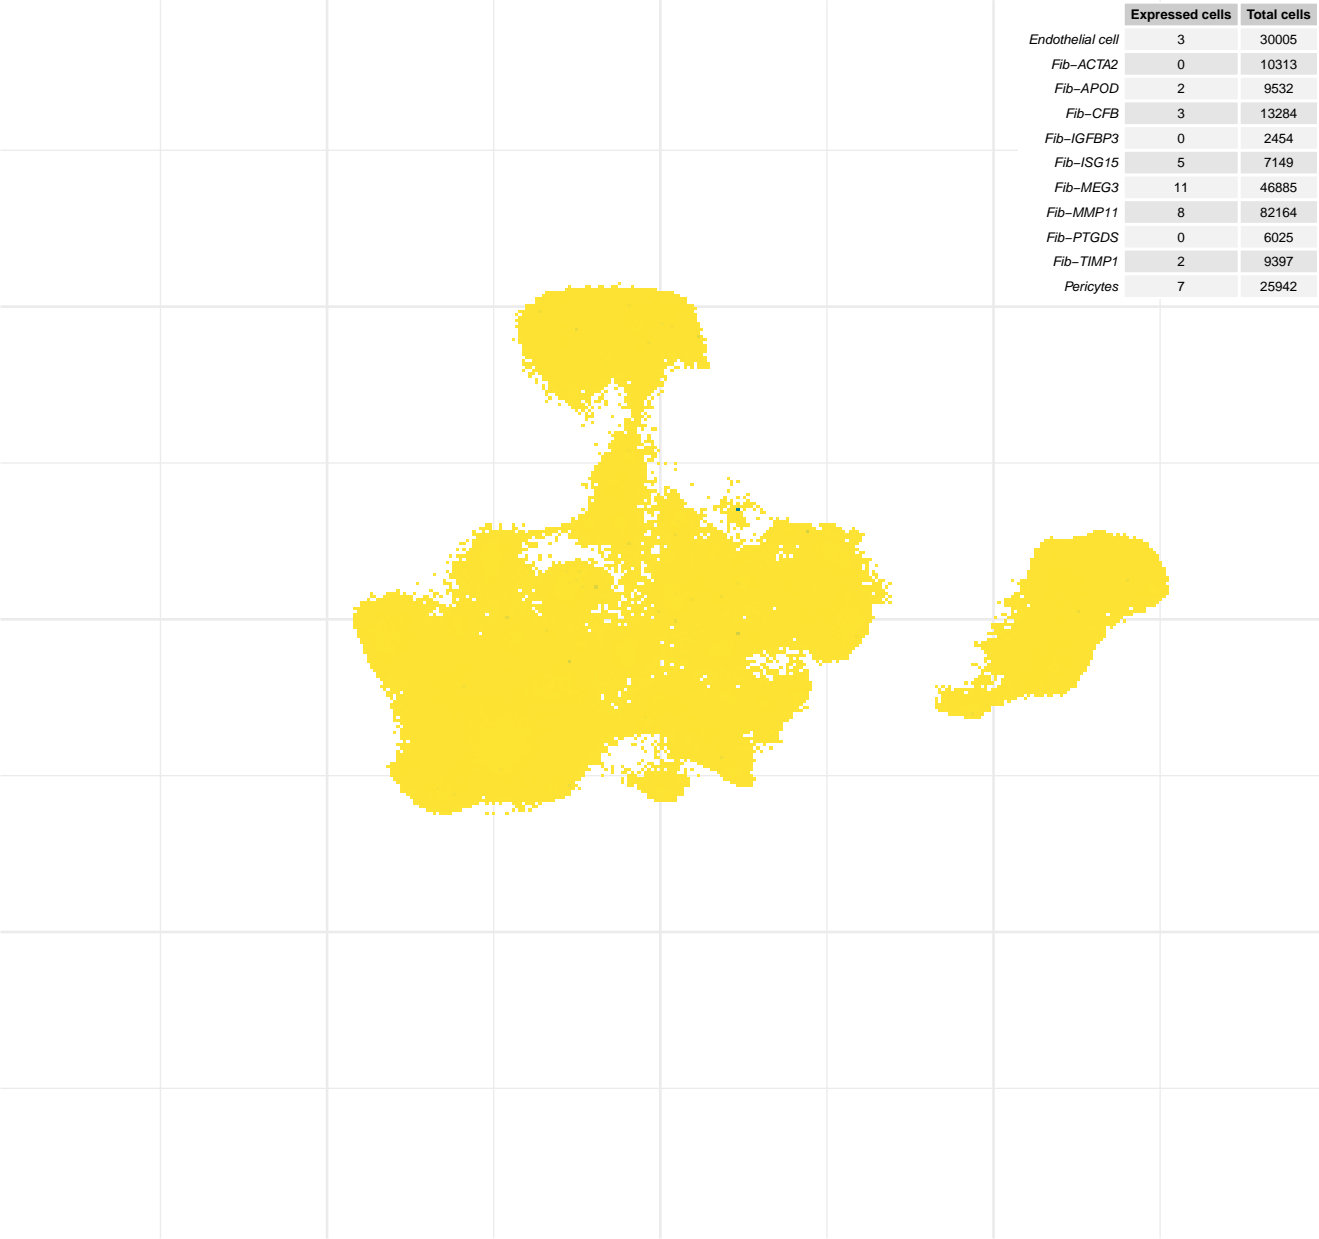 Expressed cells Total cells
Endothelial cell 3 30005
Fib−ACTA2 0 10313
Fib−APOD 2 9532
Fib−CFB 3 13284
Fib−IGFBP3 0 2454
Fib−ISG15 5 7149
Fib−MEG3 11 46885
Fib−MMP11 8 82164
Fib−PTGDS 0 6025
Fib−TIMP1 2 9397
Pericytes 7 25942